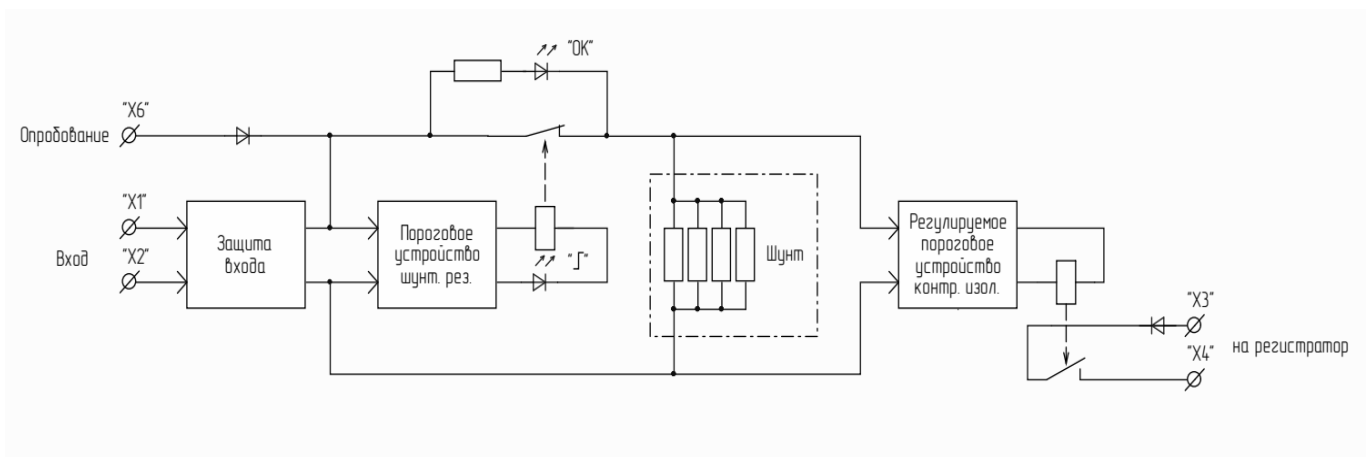 "ОК"
"Х6"
Опробование
"Х1"
"Х2"
Вход
Защита
входа
Пороговое
устройство
шунт. рез.
Шунт
Регулируемое
пороговое
устройство
контр. изол.
"Х3"
"Х4"
на регистратор